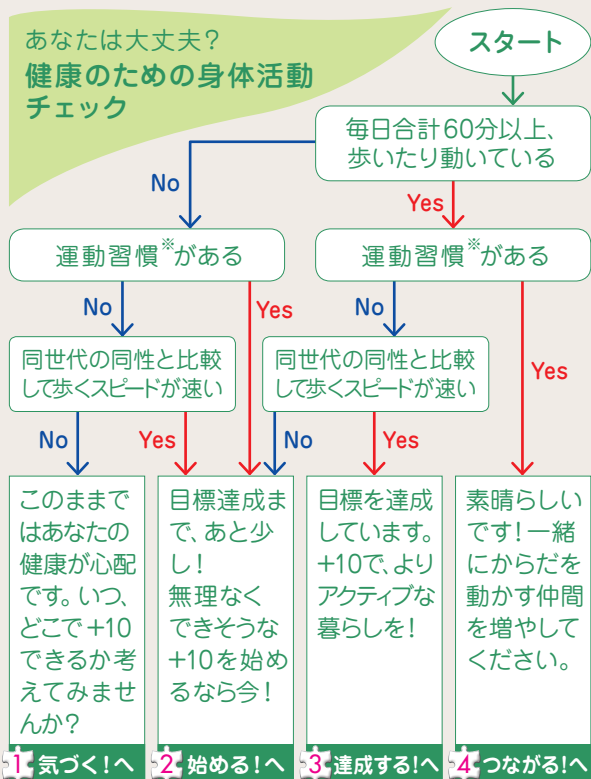 あなたは大丈夫？
健康のための身体活動
チェック
スタート
毎日合計60分以上、
歩いたり動いている
No
Yes
運動習慣※がある
運動習慣※がある
No
Yes
No
Yes
同世代の同性と比較
して歩くスピードが速い
同世代の同性と比較
して歩くスピードが速い
No
Yes
No
Yes
このままで
はあなたの
健康が心配
です。いつ、
どこで+10
できるか考
えてみませ
んか？
目標達成ま
で、あと少
し！
無理なく
できそうな
+10を始め
るなら今！
目標を達成
しています。
+10で、より
アクティブな
暮らしを！
素晴らしい
です！一緒
にからだを
動かす仲間
を増やして
ください。
1 気づく！へ
2 始める！へ
3 達成する！へ
4 つながる！へ